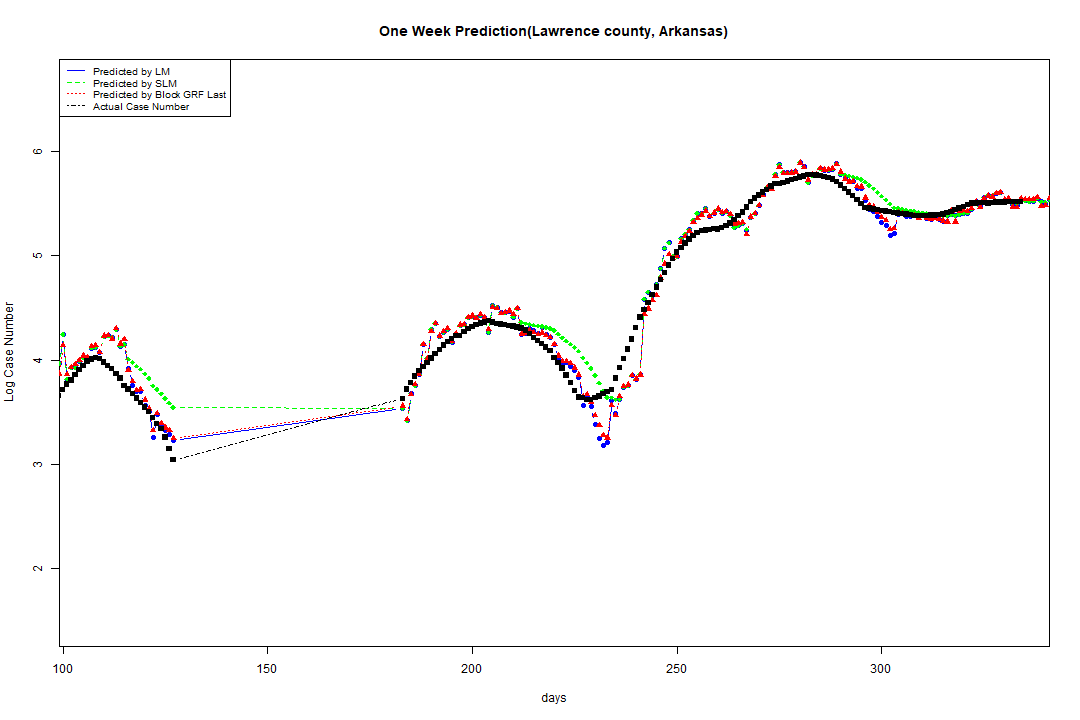 One Week Prediction(Lawrence county, Arkansas)
Predicted by LM
Predicted by SLM
Predicted by Block GRF Last
Actual Case Number
6
5
4
3
2
Log Case Number
100 150 200 250 300
days